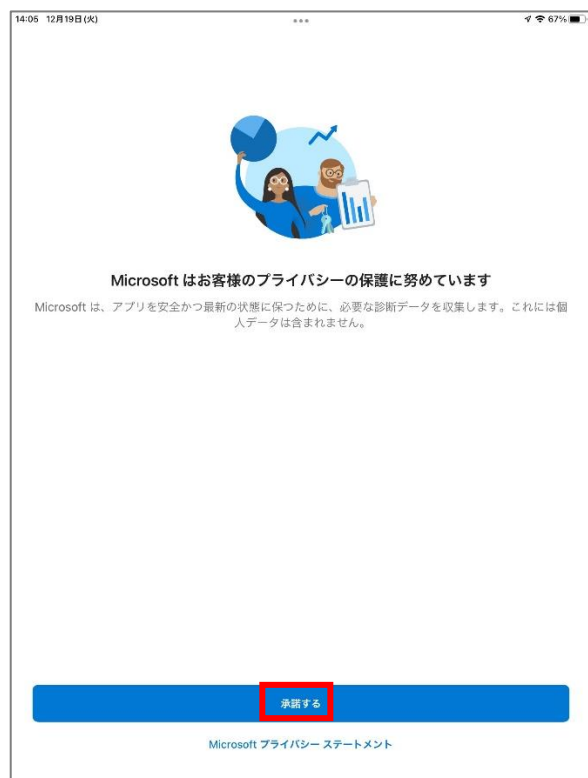 14:05 12月19日(火) 67%
Microsoft はお客様のプライバシーの保護に努めています
Microsoft は、アプリを安全かつ最新の状態に保つために、必要な診断データを収集します。これには個
人データは含まれません。
承諾する
Microsoft プライバシー ステートメント